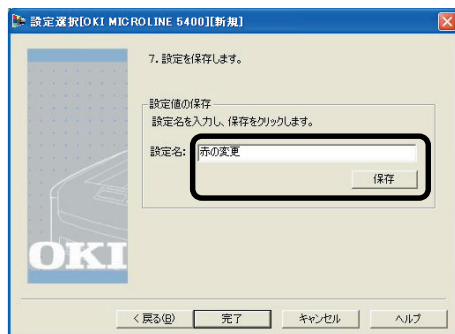 設定選択[OKI MICROLINE 5400][新規]
7. 設定を保存します。
設定値の保存
設定名を入力し、保存をクリックします。
設定名: 赤の変更
保存
OKI
< 戻る(B) 完了 キャンセル ヘルプ